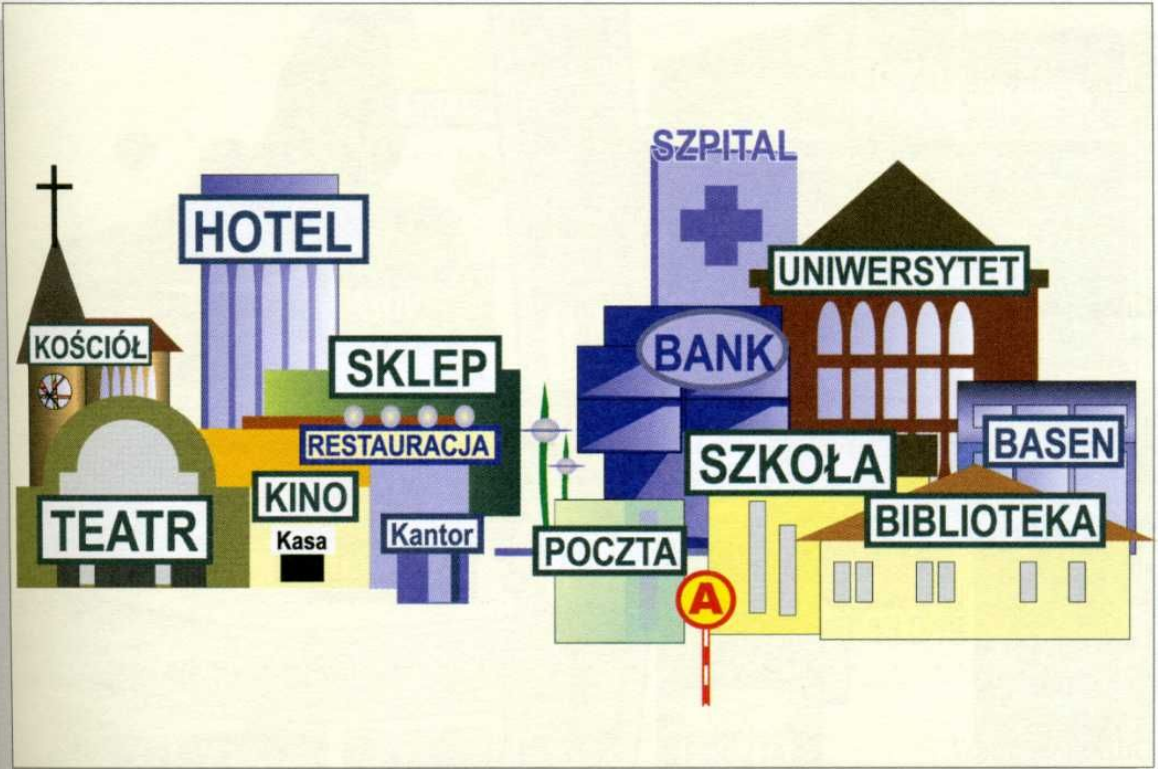 SZPITAL
HOTEL
UNIWERSYTET
KOŚCIÓŁ
SKLEP
BANK
RESTAURACJA
BASEN
SZKOŁA
KINO
TEATR
Kasa
Kantor
POCZTA
BIBLIOTEKA
A